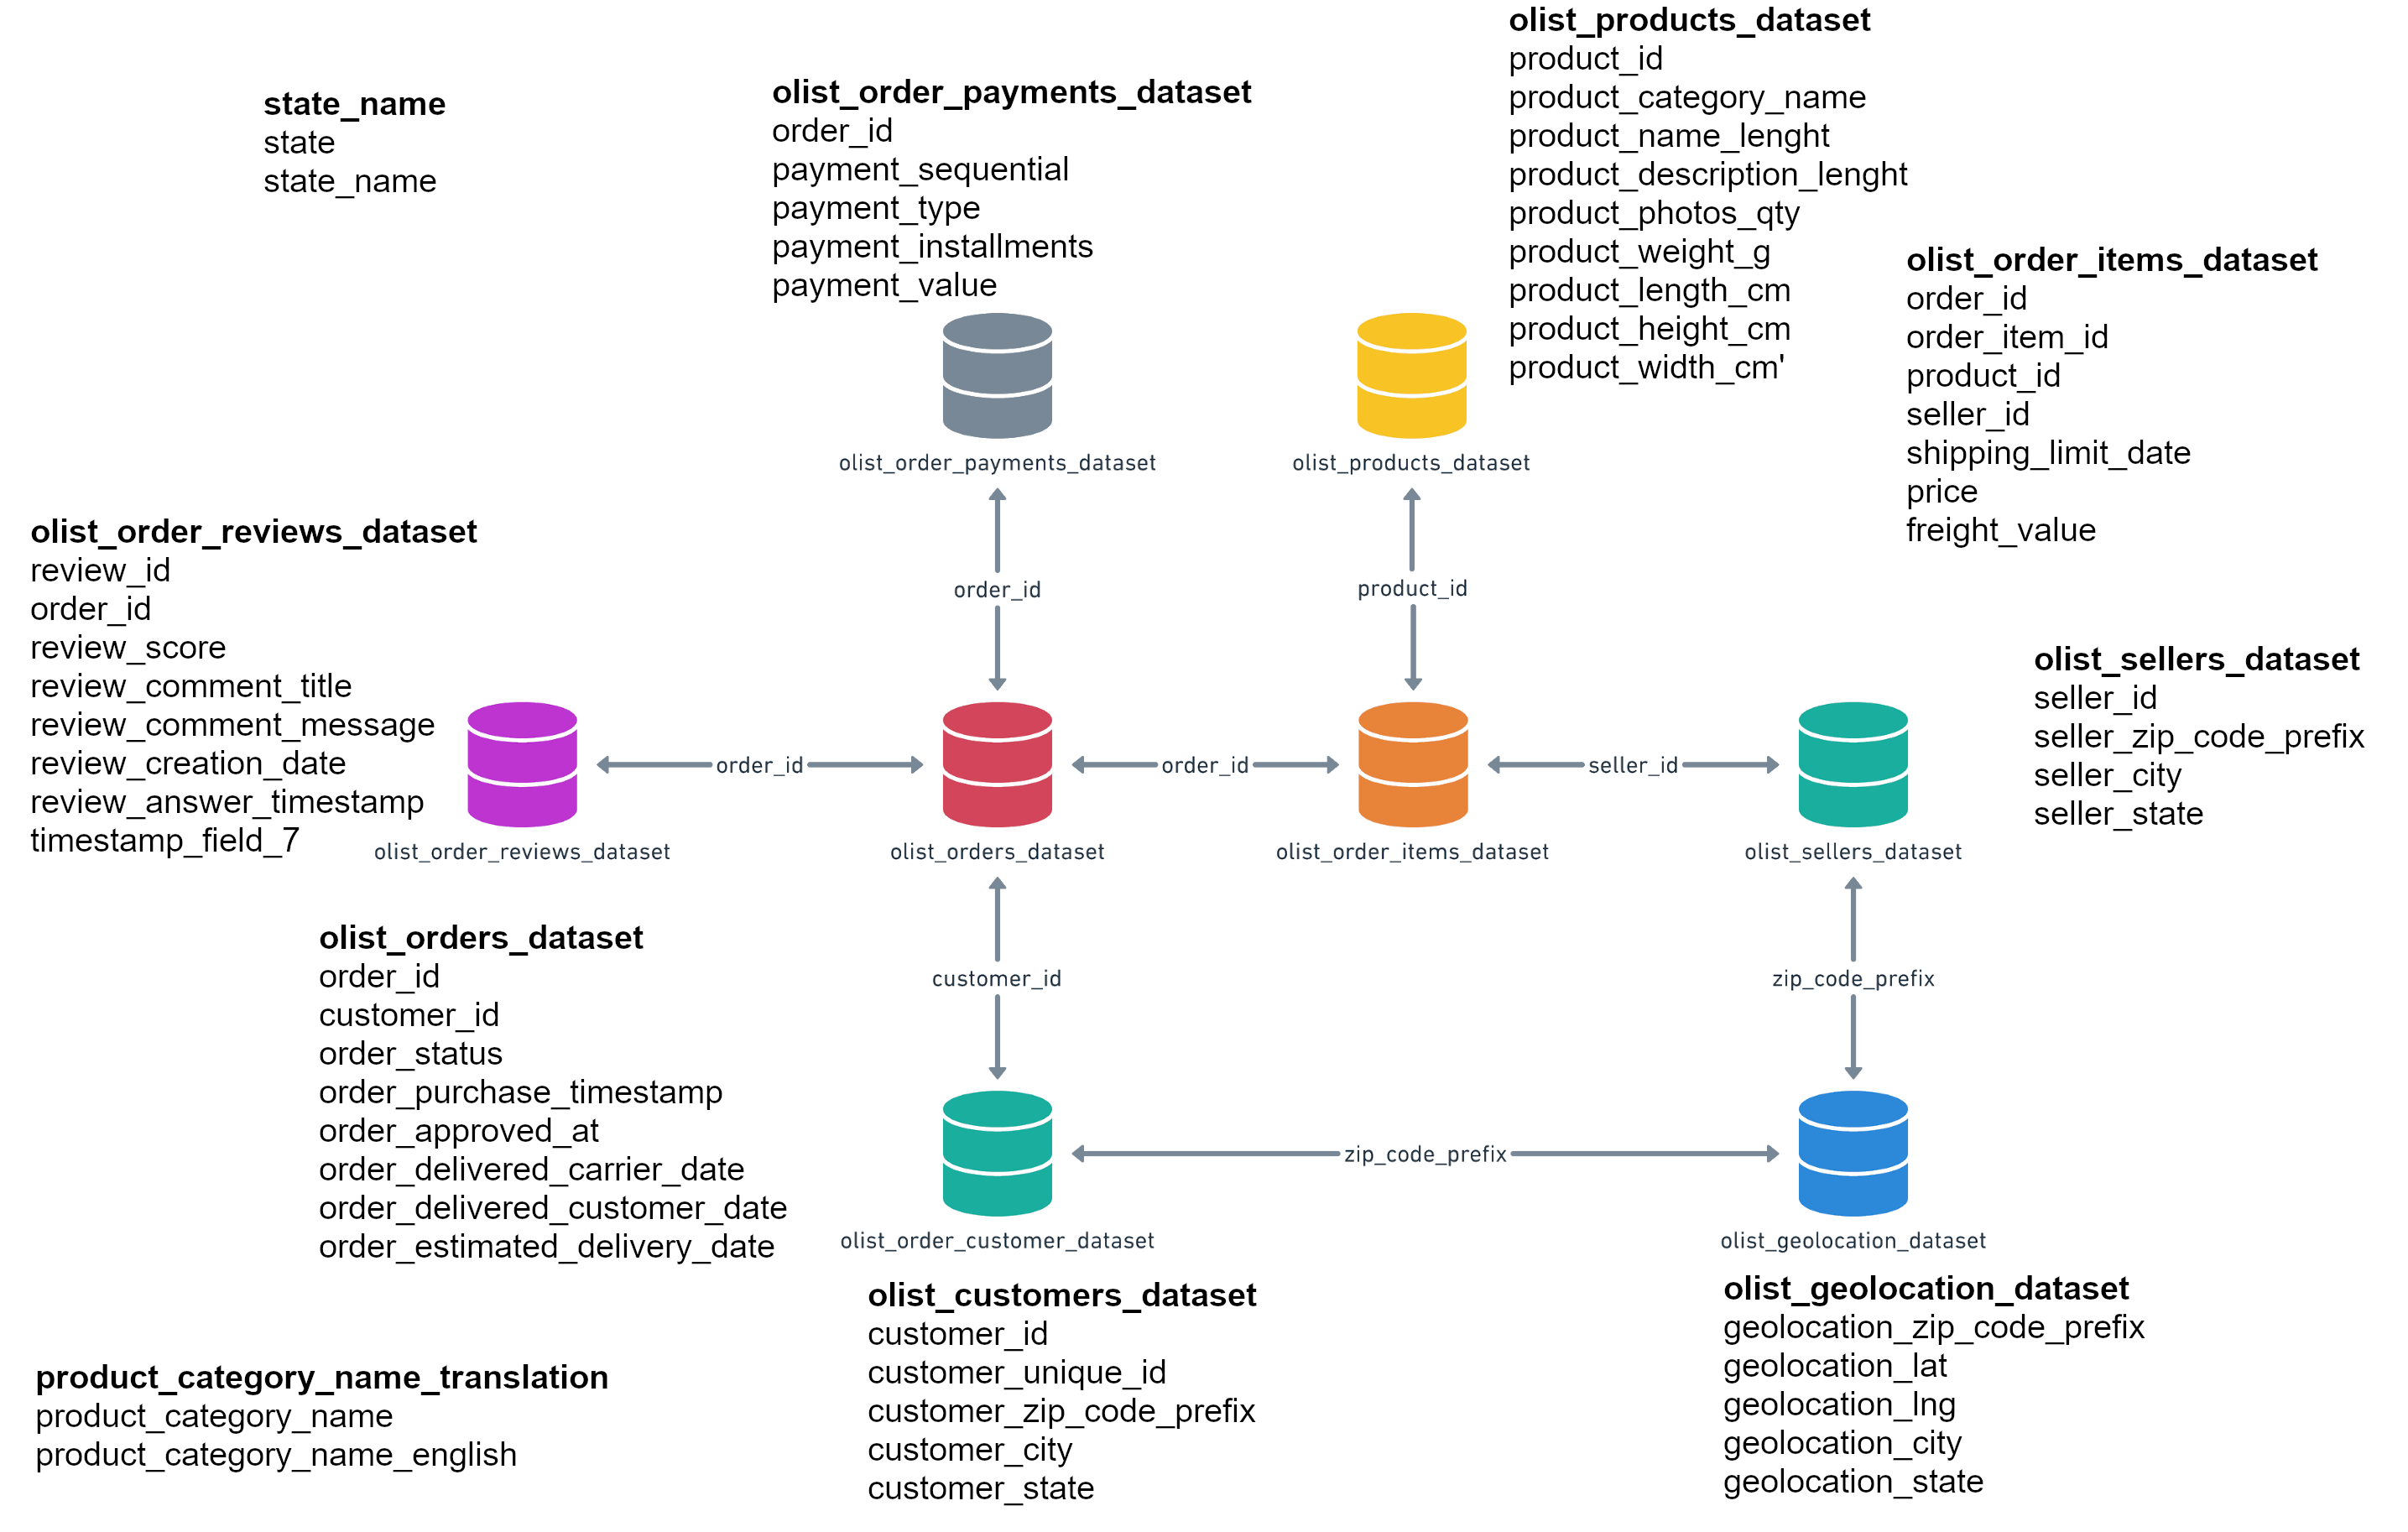 state_name
state
state_name
olist_order_payments_dataset
order_id
payment_sequential
payment_type
payment_installments
payment_value
olist_products_dataset
product_id
product_category_name
product_name_lenght
product_description_lenght
product_photos_qty
product_weight_g
product_length_cm
product_height_cm
product_width_cm'
olist_order_items_dataset
order_id
order_item_id
product_id
seller_id
shipping_limit_date
price
freight_value
olist_order_payments_dataset
olist_products_dataset
order_id
product_id
olist_order_reviews_dataset
review_id
order_id
review_score
review_comment_title
review_comment_message
review_creation_date
review_answer_timestamp
timestamp_field_7
olist_sellers_dataset
seller_id
seller_zip_code_prefix
seller_city
seller_state
order_id
order_id
seller_id
olist_order_reviews_dataset
olist_orders_dataset
olist_order_items_dataset
olist_sellers_dataset
olist_orders_dataset
order_id
customer_id
order_status
order_purchase_timestamp
order_approved_at
order_delivered_carrier_date
order_delivered_customer_date
order_estimated_delivery_date
customer_id
zip_code_prefix
zip_code_prefix
olist_order_customer_dataset
olist_geolocation_dataset
product_category_name_translation
product_category_name
product_category_name_english
olist_customers_dataset
customer_id
customer_unique_id
customer_zip_code_prefix
customer_city
customer_state
olist_geolocation_dataset
geolocation_zip_code_prefix
geolocation_lat
geolocation_lng
geolocation_city
geolocation_state